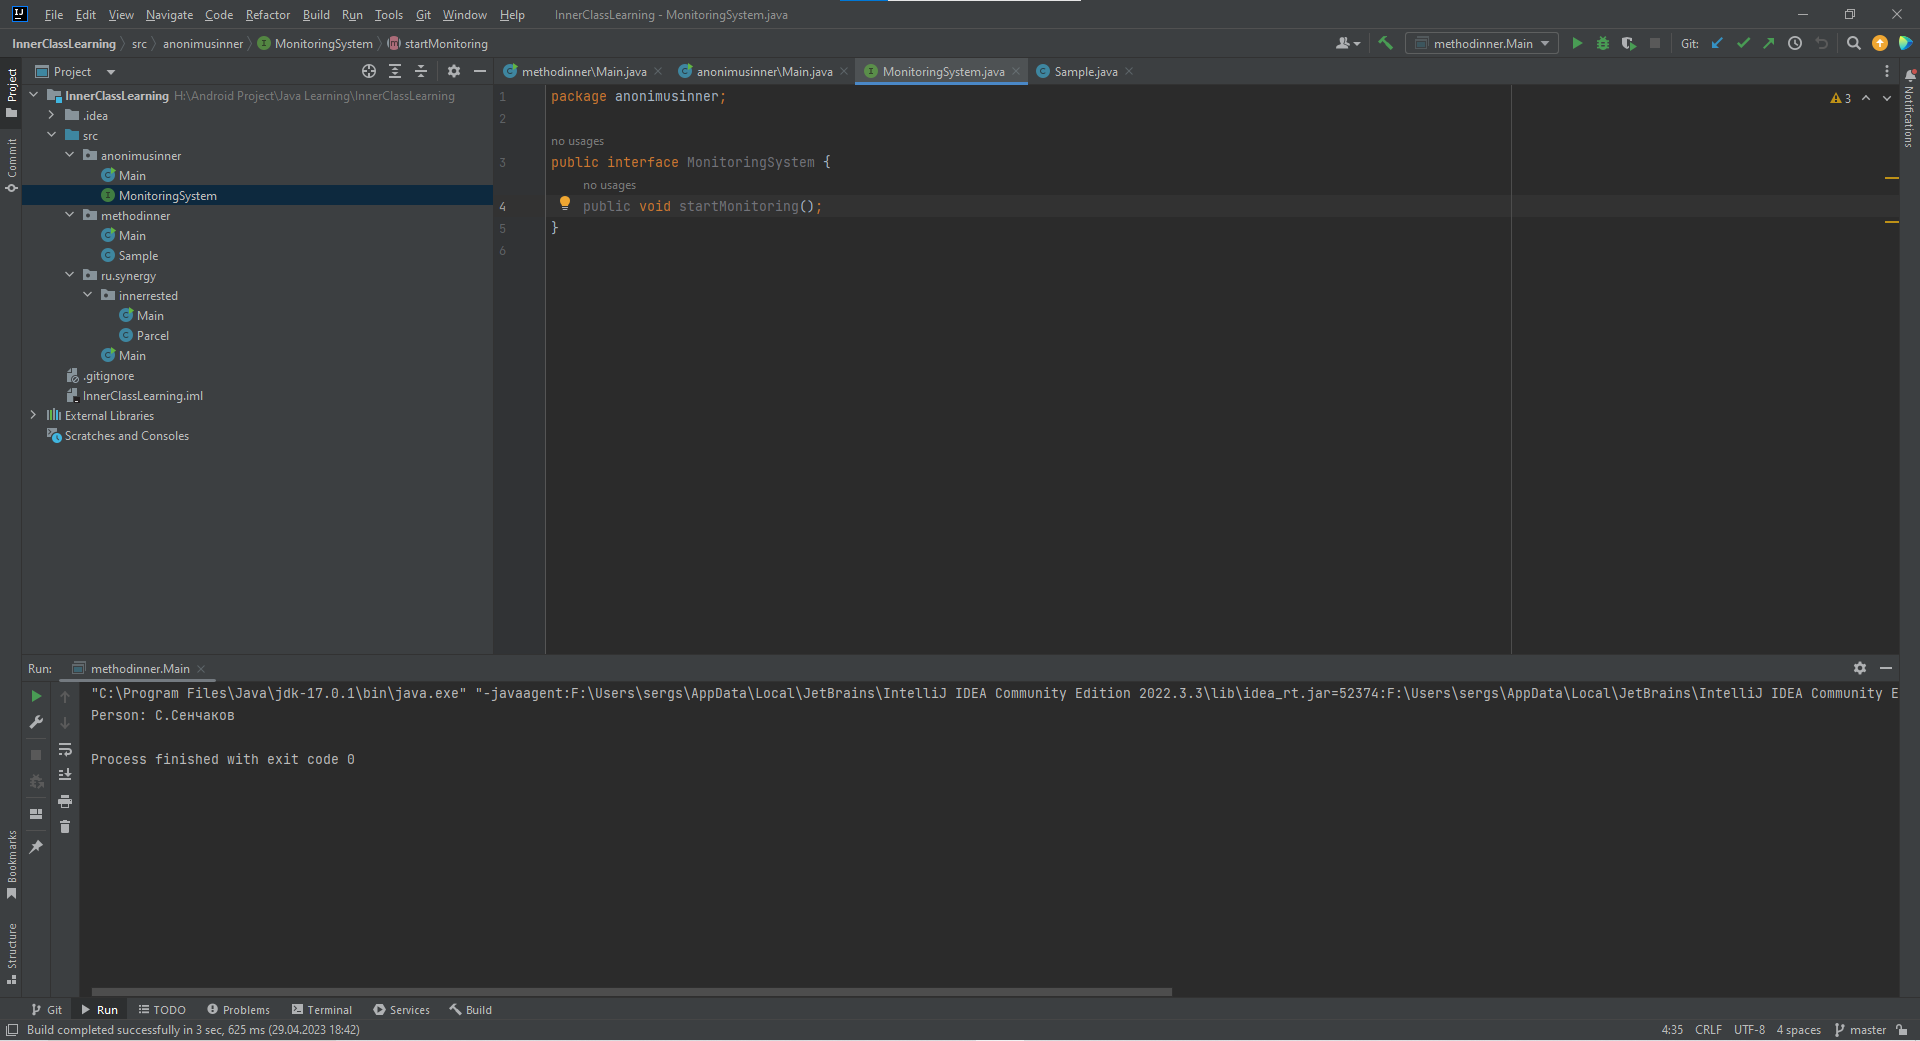 IJ File Edit View Navigate Code Refactor Build Run Tools Git Window Help InnerClassLearning - MonitoringSystem.java
InnerClassLearning src anonimusinner MonitoringSystem startMonitoring methodinner.Main Git:
Project
methodinner\Main.java anonimusinner\Main.java MonitoringSystem.java Sample.java
Project
Commit
InnerClassLearning H:\Android Project\Java Learning\InnerClassLearning
.idea
src
anonimusinner
Main
MonitoringSystem
methodinner
Main
Sample
ru.synergy
innerrested
Main
Parcel
Main
.gitignore
InnerClassLearning.iml
External Libraries
Scratches and Consoles
1 package anonimusinner;
2
no usages
3 public interface MonitoringSystem {
no usages
4 public void startMonitoring();
5 }
6
3
Notifications
Run: methodinner.Main
"C:\Program Files\Java\jdk-17.0.1\bin\java.exe" "-javaagent:F:\Users\sergs\AppData\Local\JetBrains\IntelliJ IDEA Community Edition 2022.3.3\lib\idea_rt.jar=52374:F:\Users\sergs\AppData\Local\JetBrains\IntelliJ IDEA Community E
Person: С.Сенчаков
Process finished with exit code 0
Bookmarks
Structure
Git Run TODO Problems Terminal Services Build
Build completed successfully in 3 sec, 625 ms (29.04.2023 18:42) 4:35 CRLF UTF-8 4 spaces master